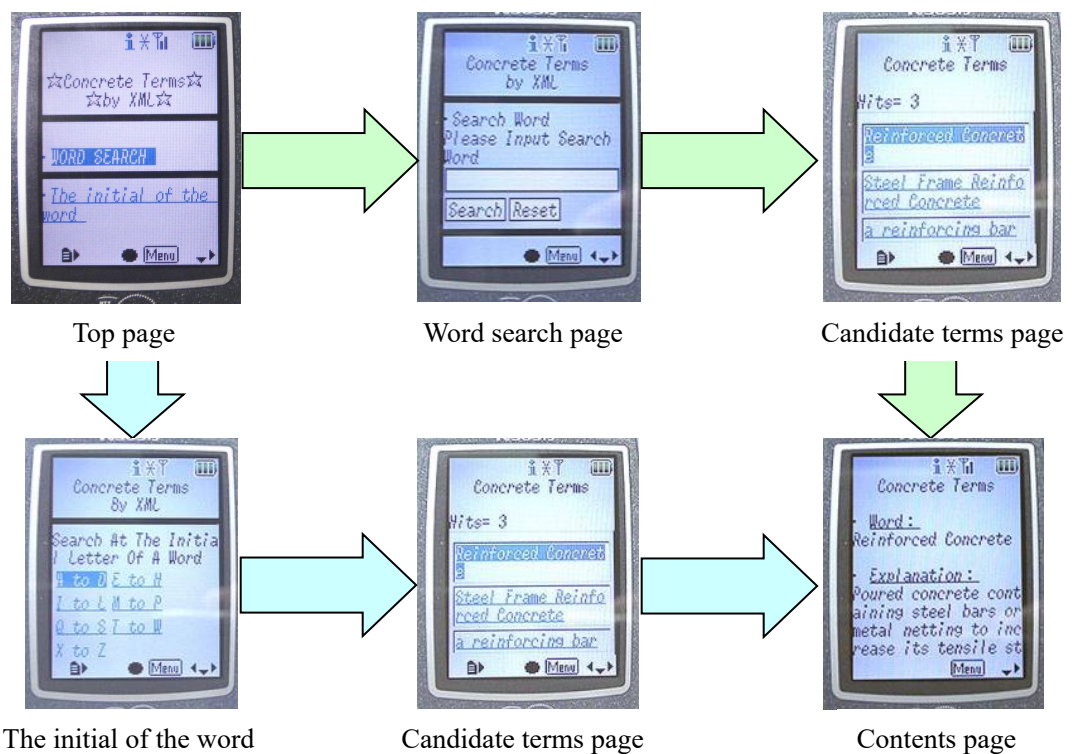 ☆Concrete Terms☆
☆by XML☆
WORD SEARCH
The initial of the
word
Menu
Concrete Terms
by XML
Search Word
Please Input Search
Word
Search Reset
Menu
Concrete Terms
Hits= 3
Reinforced Concret
e
Steel Frame Reinfo
rced Concrete
a reinforcing bar
Menu
Top page
Word search page
Candidate terms page
Concrete Terms
By XML
Search At The Initia
l Letter Of A Word
A to D E to H
I to L M to P
Q to S T to W
X to Z
Menu
Concrete Terms
Hits= 3
Reinforced Concret
e
Steel Frame Reinfo
rced Concrete
a reinforcing bar
Menu
Concrete Terms
Word:
Reinforced Concrete
Explanation:
Poured concrete cont
aining steel bars or
metal netting to inc
rease its tensile st
Menu
The initial of the word
Candidate terms page
Contents page